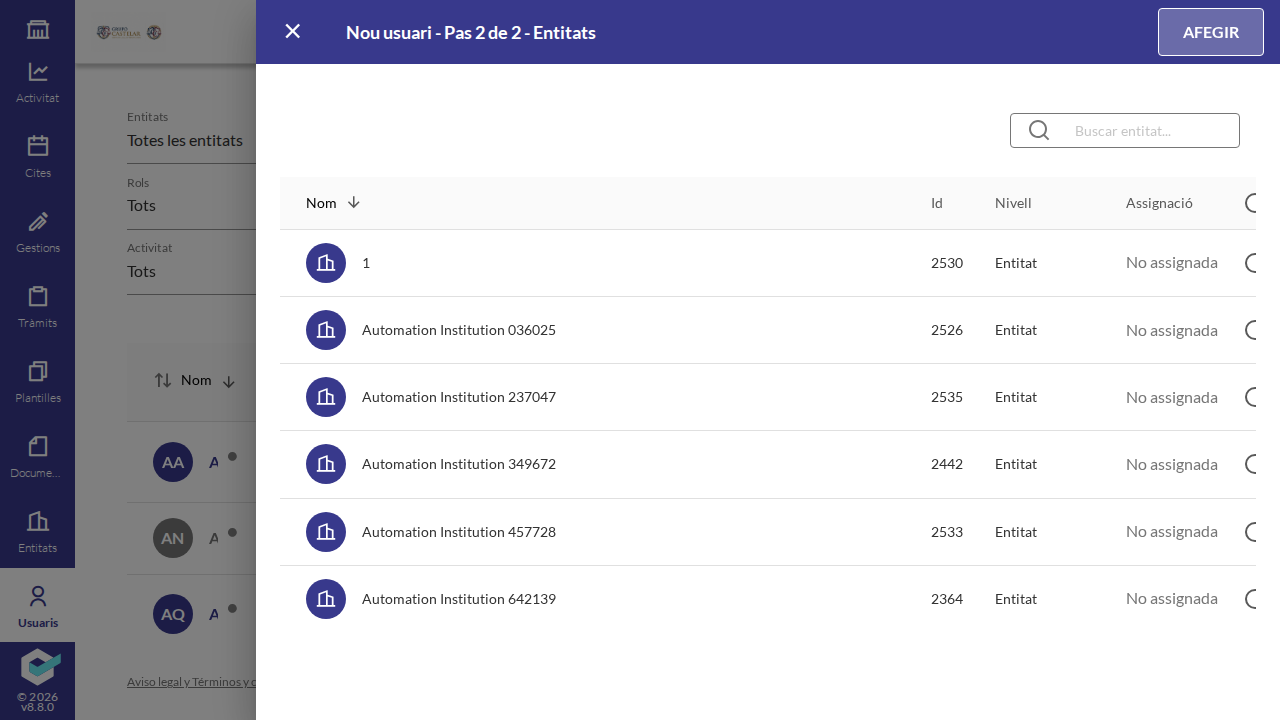 Activitat
Cites
Gestions
Tràmits
Plantilles
Docume...
Entitats
Usuaris
© 2026
v8.8.0
GRUPO
CASTELAR
Entitats
Totes les entitats
Rols
Tots
Activitat
Tots
Nom
AA
A
AN
A
AQ
A
Aviso legal y Términos y c
Nou usuari - Pas 2 de 2 - Entitats
AFEGIR
Buscar entitat...
Nom Id Nivell Assignació
1 2530 Entitat No assignada
Automation Institution 036025 2526 Entitat No assignada
Automation Institution 237047 2535 Entitat No assignada
Automation Institution 349672 2442 Entitat No assignada
Automation Institution 457728 2533 Entitat No assignada
Automation Institution 642139 2364 Entitat No assignada